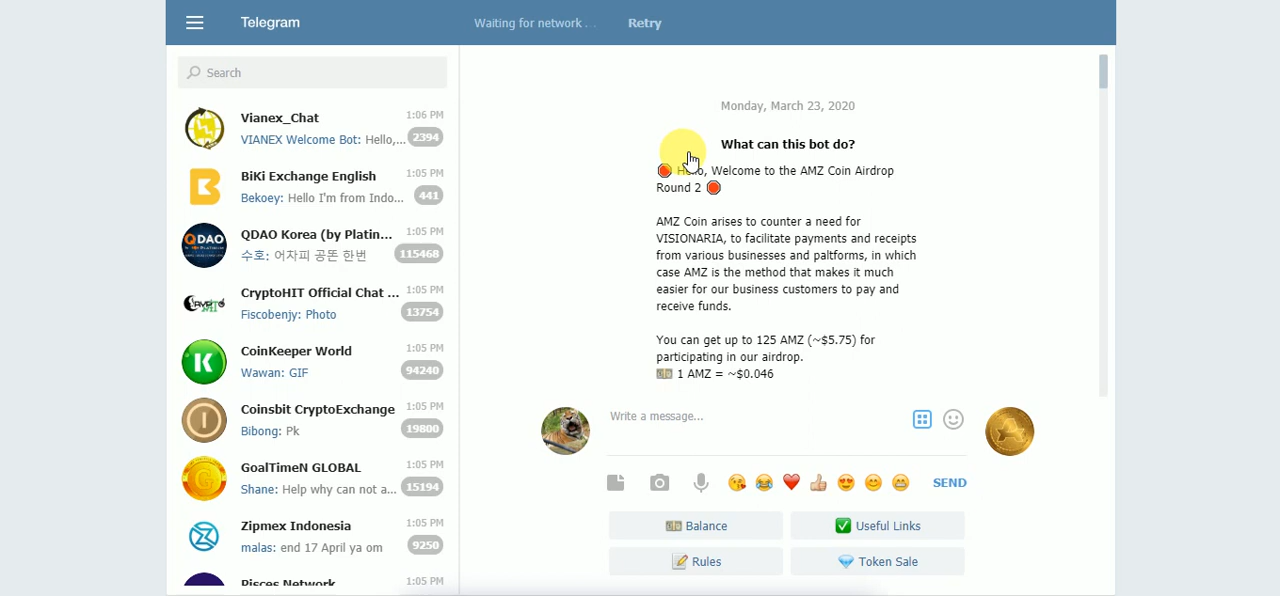 Telegram
Waiting for network . .
Retry
Search
Vianex_Chat 1:06 PM
VIANEX Welcome Bot: Hello,... 2394
BiKi Exchange English 1:05 PM
Bekoey: Hello I'm from Indo... 441
QDAO Korea (by Platin... 1:05 PM
수호: 어차피 공똔 한번 115468
CryptoHIT Official Chat ... 1:05 PM
Fiscobenjy: Photo 13754
CoinKeeper World 1:05 PM
Wawan: GIF 94240
Coinsbit CryptoExchange 1:05 PM
Bibong: Pk 19800
GoalTimeN GLOBAL 1:05 PM
Shane: Help why can not a... 15194
Zipmex Indonesia 1:05 PM
malas: end 17 April ya om 9250
Pisces Network 1:05 PM
Monday, March 23, 2020
What can this bot do?
Hello, Welcome to the AMZ Coin Airdrop
Round 2
AMZ Coin arises to counter a need for
VISIONARIA, to facilitate payments and receipts
from various businesses and paltforms, in which
case AMZ is the method that makes it much
easier for our business customers to pay and
receive funds.
You can get up to 125 AMZ (~$5.75) for
participating in our airdrop.
1 AMZ = ~$0.046
Write a message...
SEND
Balance
Useful Links
Rules
Token Sale